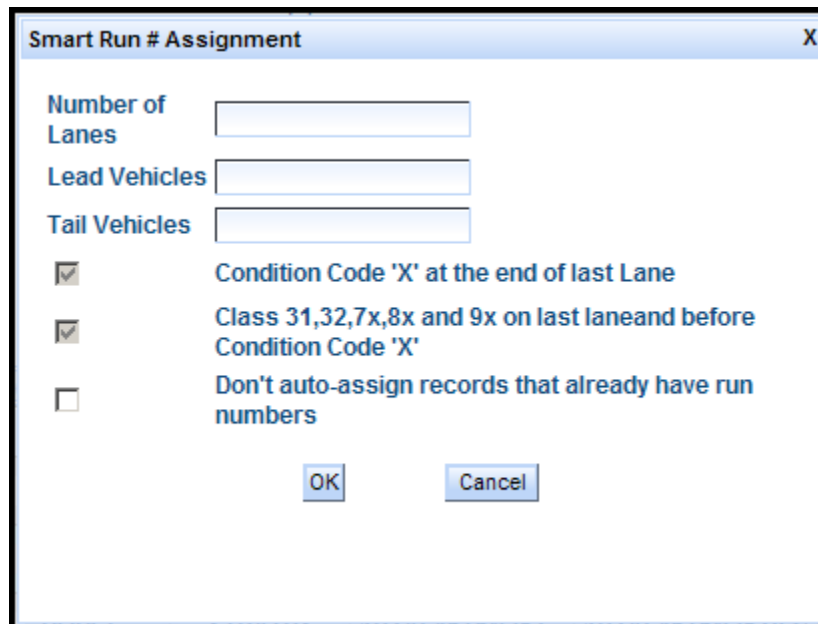 Smart Run # Assignment X
Number of
Lanes
Lead Vehicles
Tail Vehicles
Condition Code 'X' at the end of last Lane
Class 31,32,7x,8x and 9x on last laneand before
Condition Code 'X'
Don't auto-assign records that already have run
numbers
OK Cancel